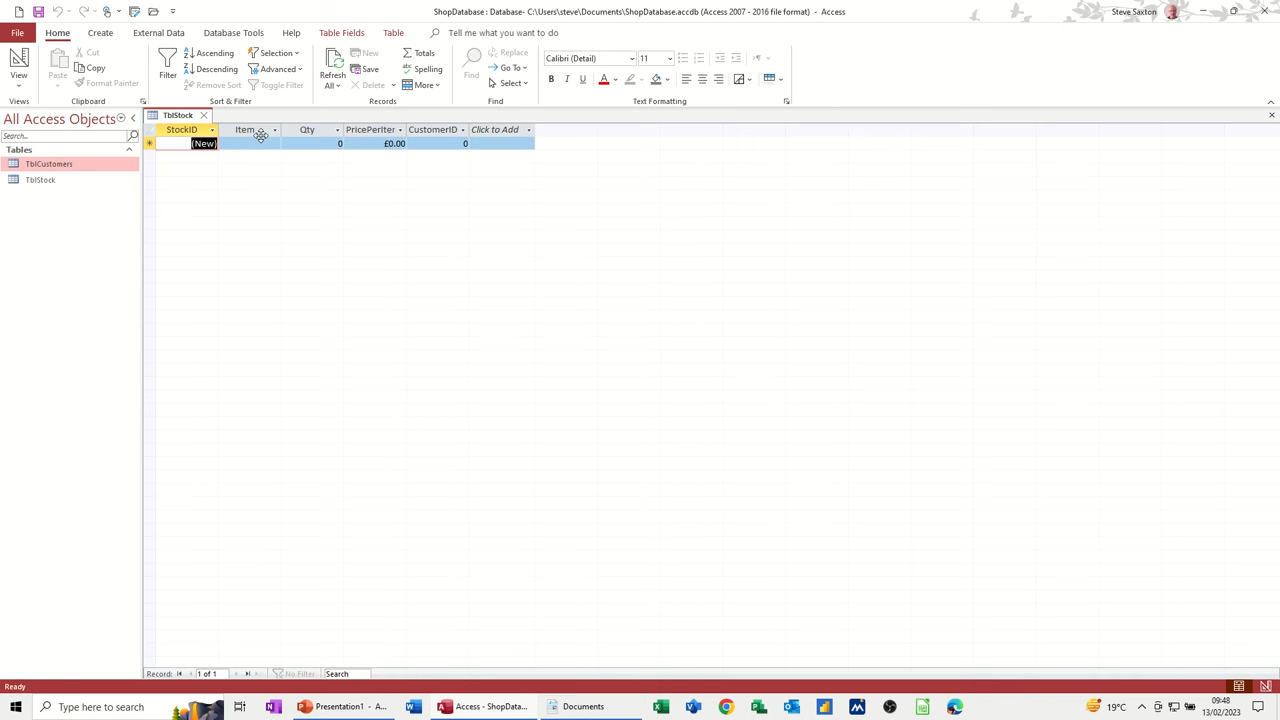 ShopDatabase : Database- C:\Users\steve\Documents\ShopDatabase.accdb (Access 2007 - 2016 file format) - Access
Steve Saxton
File Home Create External Data Database Tools Help Table Fields Table Tell me what you want to do
View
Views
Paste
Cut
Copy
Format Painter
Clipboard
Filter
Ascending
Descending
Remove Sort
Selection
Advanced
Toggle Filter
Sort & Filter
Refresh
All
New
Save
Delete
Totals
Spelling
More
Records
Find
Replace
Go To
Select
Find
Calibri (Detail) 11
B I U
Text Formatting
All Access Objects
Search...
Tables
TblCustomers
TblStock
TblStock
StockID Item Qty PricePerIter CustomerID Click to Add
(New) 0 £0.00 0
Record: 1 of 1 No Filter Search
Ready
Type here to search
Presentation1 - A...
Access - ShopData...
Documents
19°C
09:48
13/02/2023